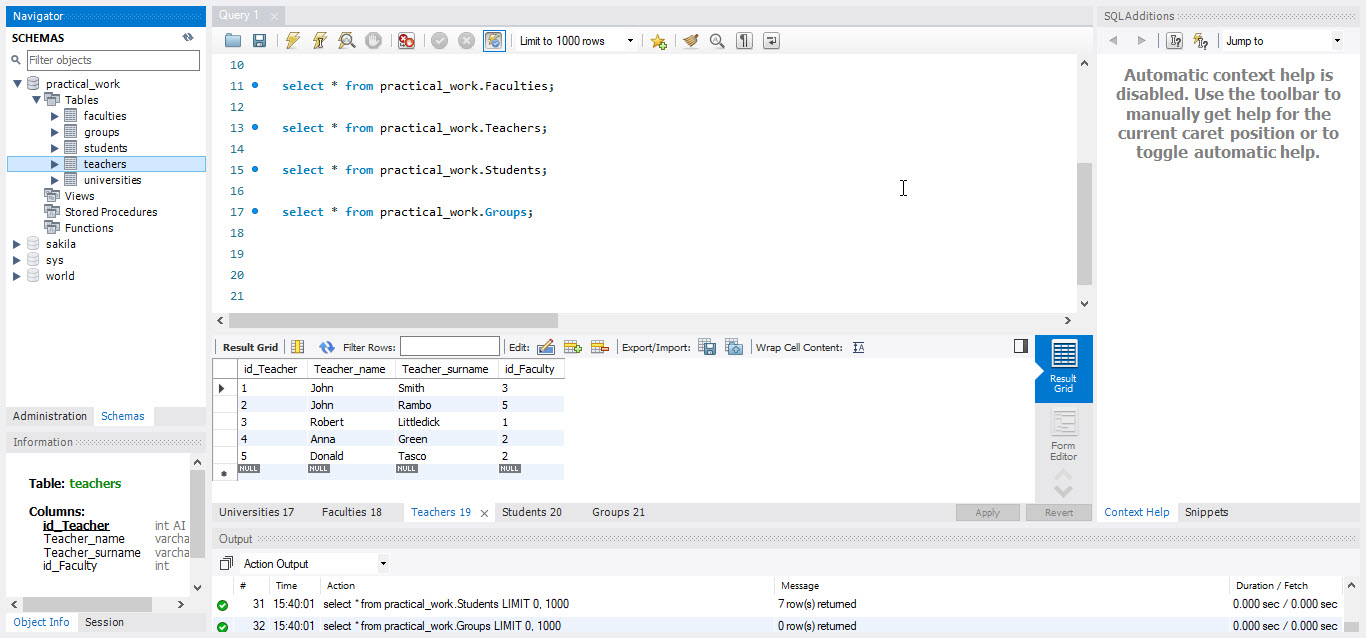 Navigator
SCHEMAS
Filter objects
practical_work
Tables
faculties
groups
students
teachers
universities
Views
Stored Procedures
Functions
sakila
sys
world
Administration Schemas
Information
Table: teachers
Columns:
id_Teacher int AI
Teacher_name varcha
Teacher_surname varcha
id_Faculty int
Object Info Session
Query 1
Limit to 1000 rows
10
11 select * from practical_work.Faculties;
12
13 select * from practical_work.Teachers;
14
15 select * from practical_work.Students;
16
17 select * from practical_work.Groups;
18
19
20
21
Result Grid Filter Rows: Edit: Export/Import: Wrap Cell Content: IA
id_Teacher Teacher_name Teacher_surname id_Faculty
1 John Smith 3
2 John Rambo 5
3 Robert Littledick 1
4 Anna Green 2
5 Donald Tasco 2
NULL NULL NULL NULL
Result
Grid
Form
Editor
Universities 17 Faculties 18 Teachers 19 Students 20 Groups 21 Apply Revert
Output
Action Output
# Time Action Message Duration / Fetch
31 15:40:01 select * from practical_work.Students LIMIT 0, 1000 7 row(s) returned 0.000 sec / 0.000 sec
32 15:40:01 select * from practical_work.Groups LIMIT 0, 1000 0 row(s) returned 0.000 sec / 0.000 sec
SQLAdditions
Jump to
Automatic context help is
disabled. Use the toolbar to
manually get help for the
current caret position or to
toggle automatic help.
Context Help Snippets